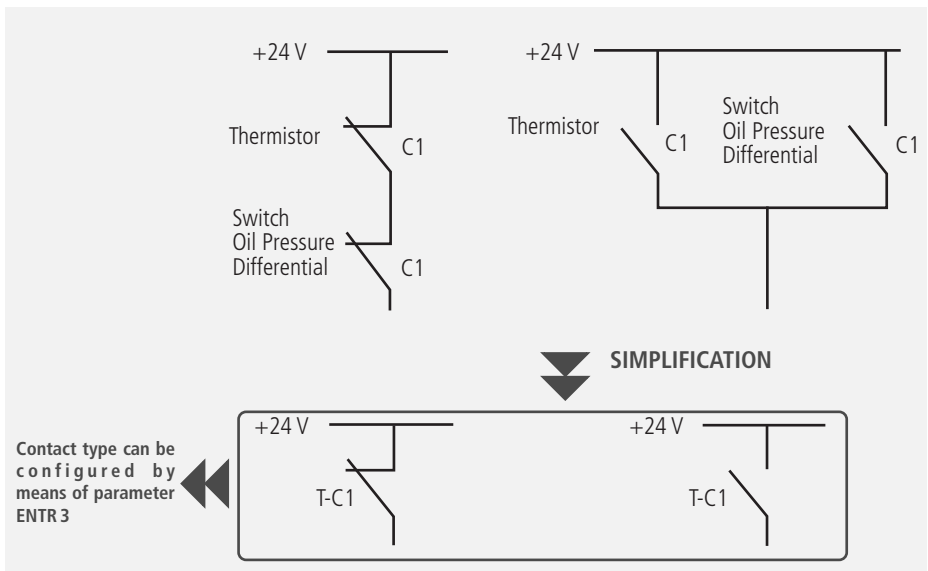 +24 V
Thermistor
C1
Switch
Oil Pressure
Differential
C1
+24 V
Thermistor
C1
Switch
Oil Pressure
Differential
C1
SIMPLIFICATION
Contact type can be
configured by
means of parameter
ENTR 3
+24 V
T-C1
+24 V
T-C1